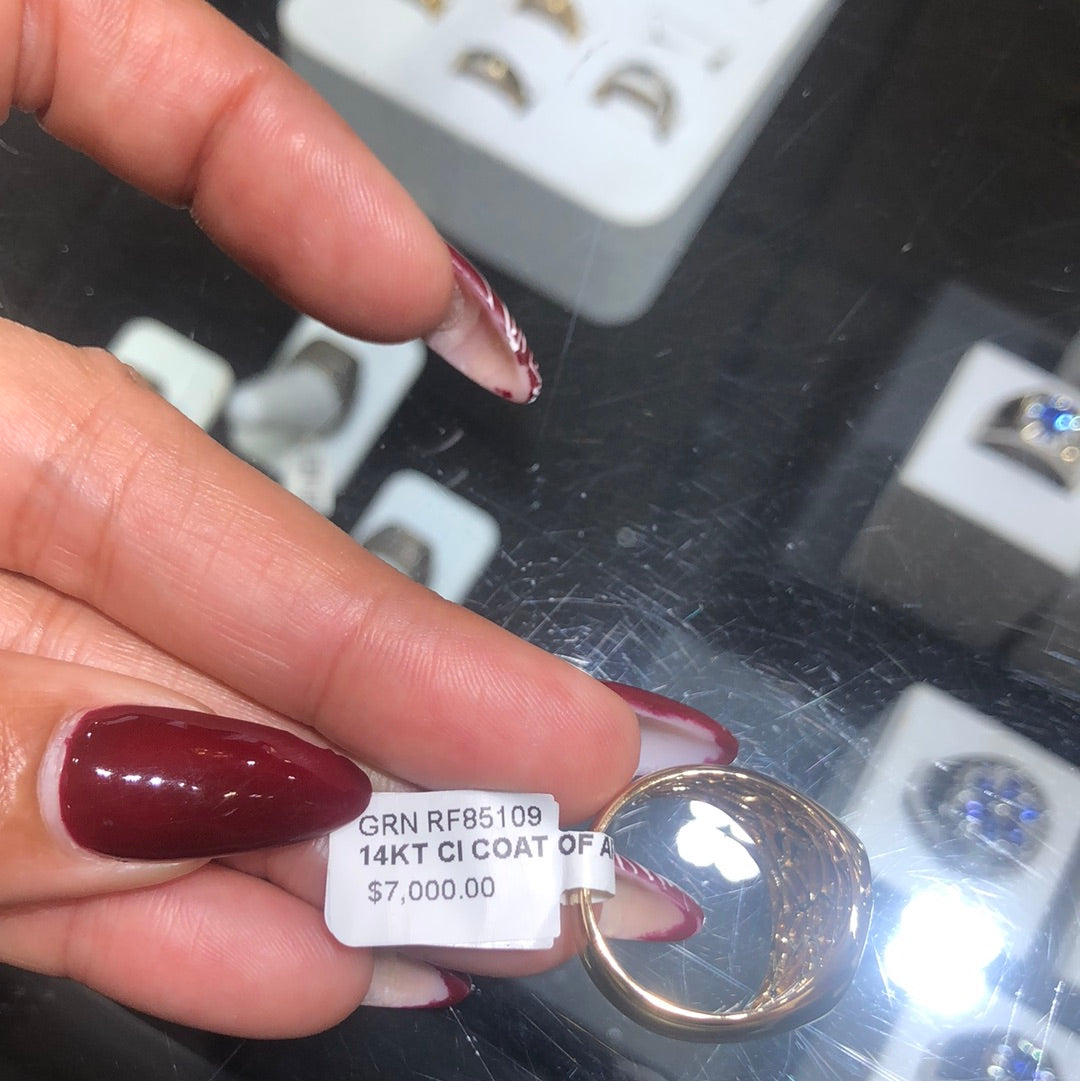 GRN RF85109
14KT CI COAT OF A
$7,000.00